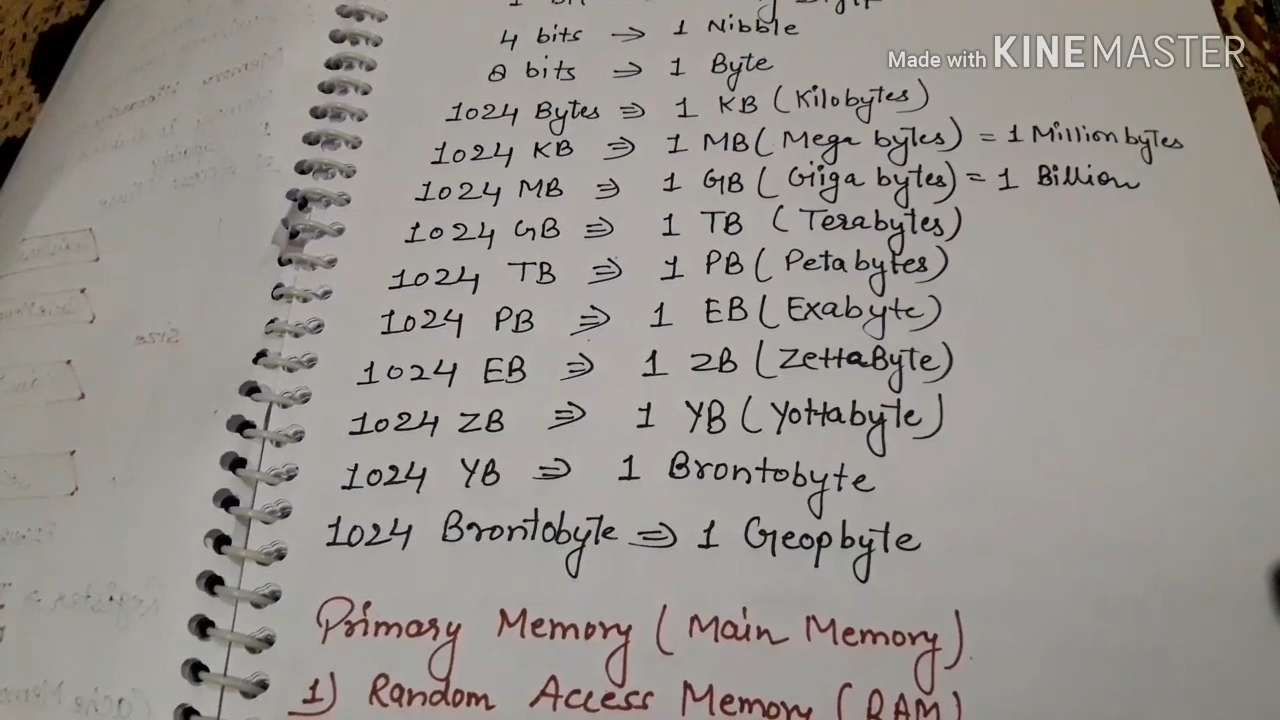 1 bit Digit
4 bits → 1 Nibble
8 bits ⇒ 1 Byte
Made with KINEMASTER
1024 Bytes ⇒ 1 KB (Kilobytes)
1024 KB ⇒ 1 MB (Mega bytes) = 1 Million bytes
1024 MB ⇒ 1 GB (Giga bytes) = 1 Billion
1024 GB ⇒ 1 TB (Terabytes)
1024 TB ⇒ 1 PB (Petabytes)
1024 PB ⇒ 1 EB (Exabyte)
1024 EB ⇒ 1 ZB (ZettaByte)
1024 ZB ⇒ 1 YB (Yottabyte)
1024 YB ⇒ 1 Brontobyte
1024 Brontobyte ⇒ 1 Geopbyte
Primary Memory (Main Memory)
1) Random Access Memory (RAM)